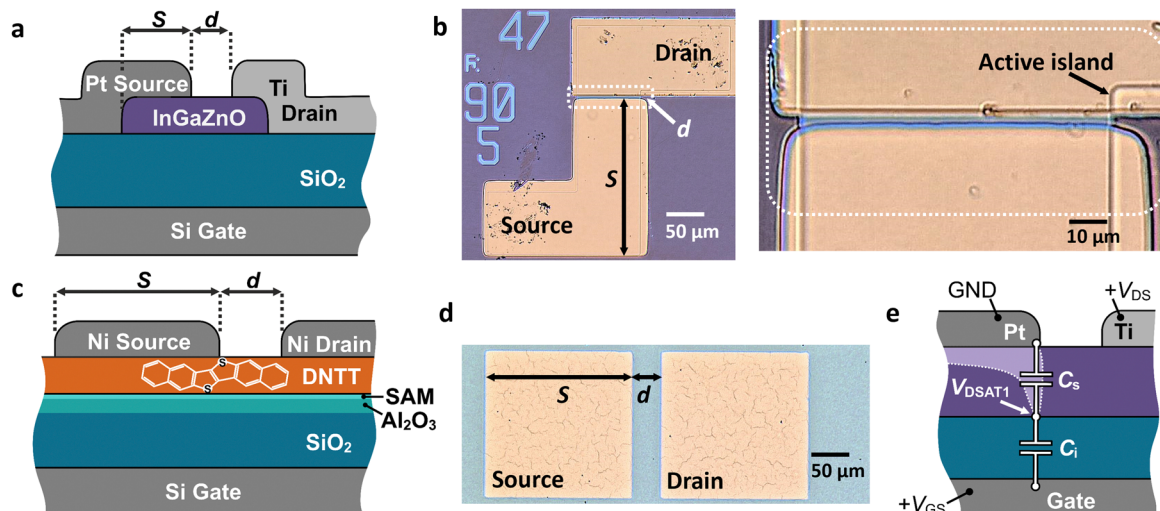 a
S
d
Pt Source
Ti
Drain
InGaZnO
SiO₂
Si Gate
b
47
R:
90
5
Drain
d
S
Source
50 μm
Active island
10 μm
c
S
d
Ni Source
Ni Drain
DNTT
S
S
SAM
Al₂O₃
SiO₂
Si Gate
d
S
d
Source
Drain
50 μm
e
GND
+V_DS
Pt
Ti
C_s
V_DSAT1
C_i
+V_GS
Gate